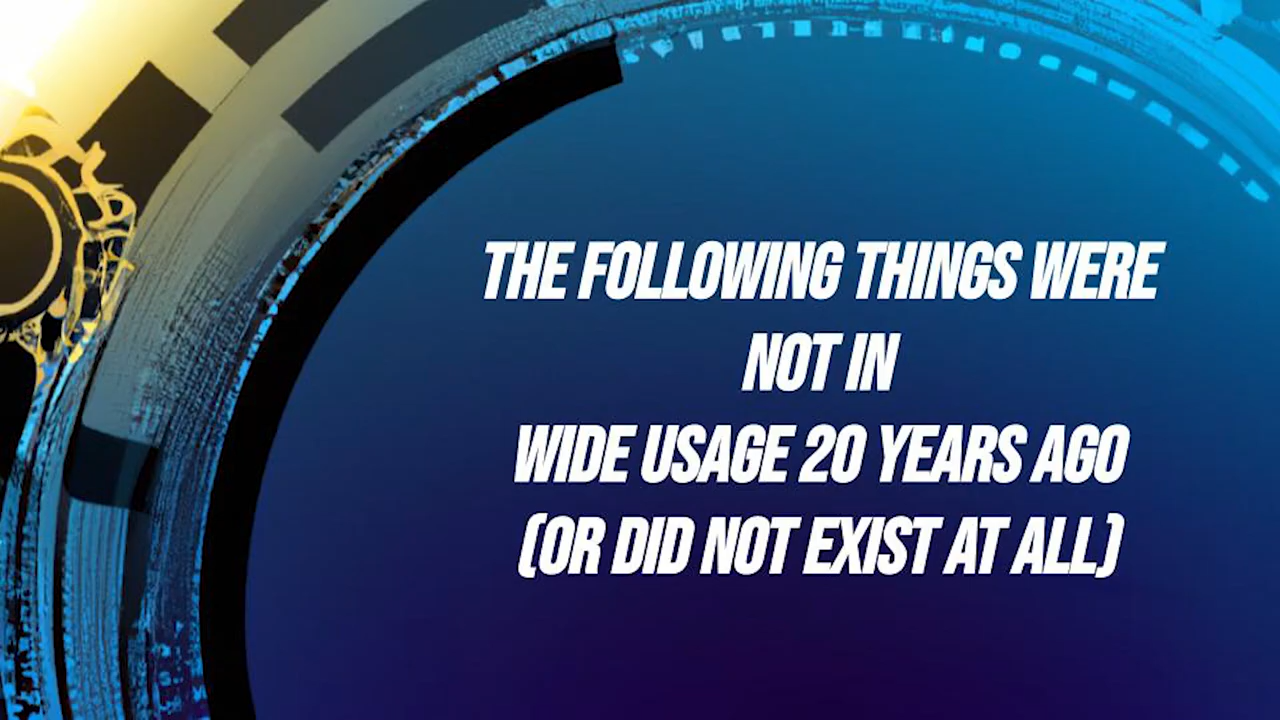 THE FOLLOWING THINGS WERE
NOT IN
WIDE USAGE 20 YEARS AGO
(OR DID NOT EXIST AT ALL)